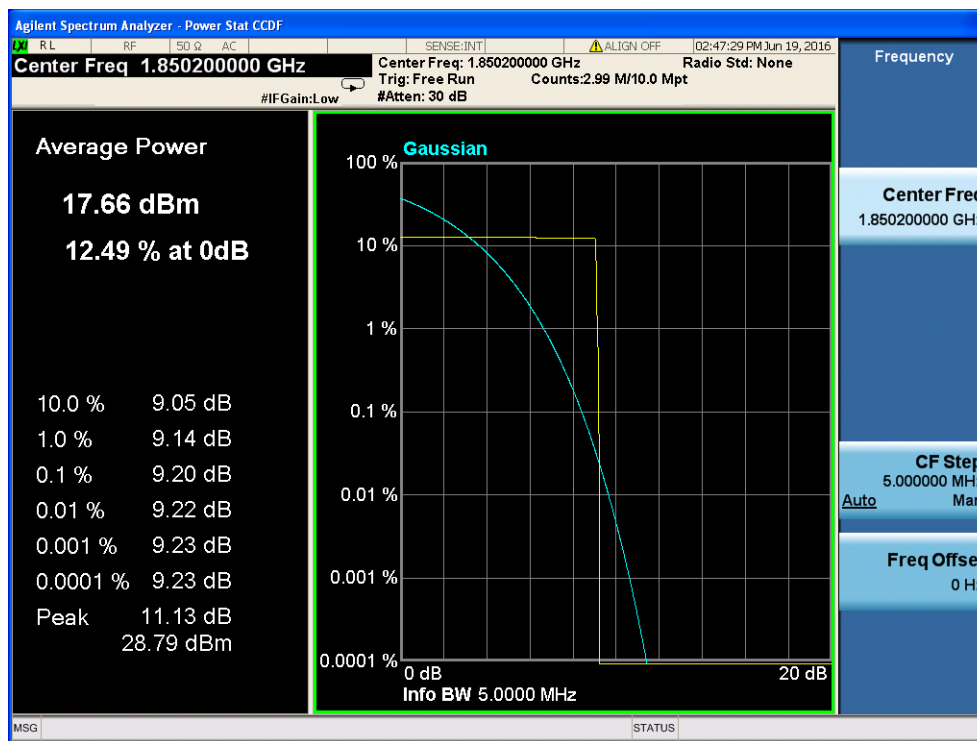 Agilent Spectrum Analyzer - Power Stat CCDF
LXI RL RF 50 Ω AC SENSE:INT ALIGN OFF 02:47:29 PM Jun 19, 2016
Center Freq 1.850200000 GHz
Center Freq: 1.850200000 GHz Radio Std: None
Trig: Free Run Counts:2.99 M/10.0 Mpt
#IFGain:Low #Atten: 30 dB
Average Power
17.66 dBm
12.49 % at 0dB
10.0 % 9.05 dB
1.0 % 9.14 dB
0.1 % 9.20 dB
0.01 % 9.22 dB
0.001 % 9.23 dB
0.0001 % 9.23 dB
Peak 11.13 dB
28.79 dBm
Gaussian
100 %
10 %
1 %
0.1 %
0.01 %
0.001 %
0.0001 %
0 dB 20 dB
Info BW 5.0000 MHz
Frequency
Center Freq
1.850200000 GH
CF Step
5.000000 MH
Auto Man
Freq Offse
0 H
MSG STATUS